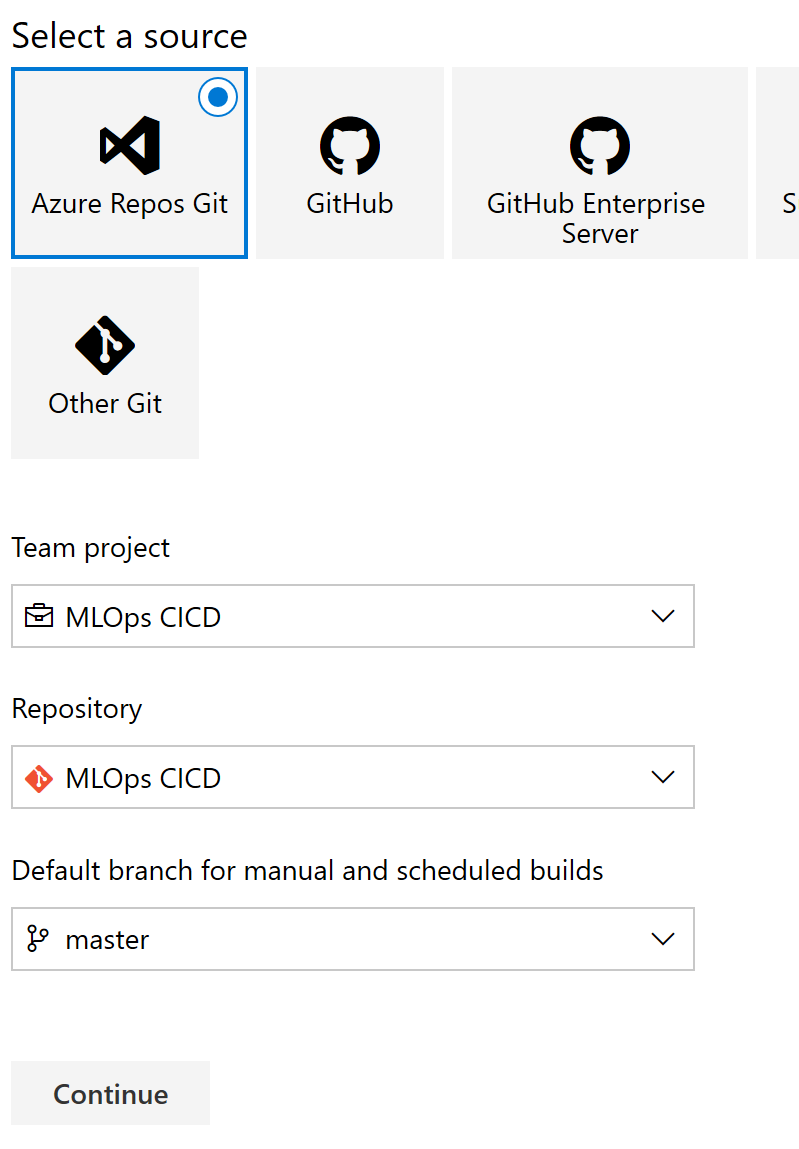 Select a source
Azure Repos Git
GitHub
GitHub Enterprise
Server
S
Other Git
Team project
MLOps CICD
Repository
MLOps CICD
Default branch for manual and scheduled builds
master
Continue